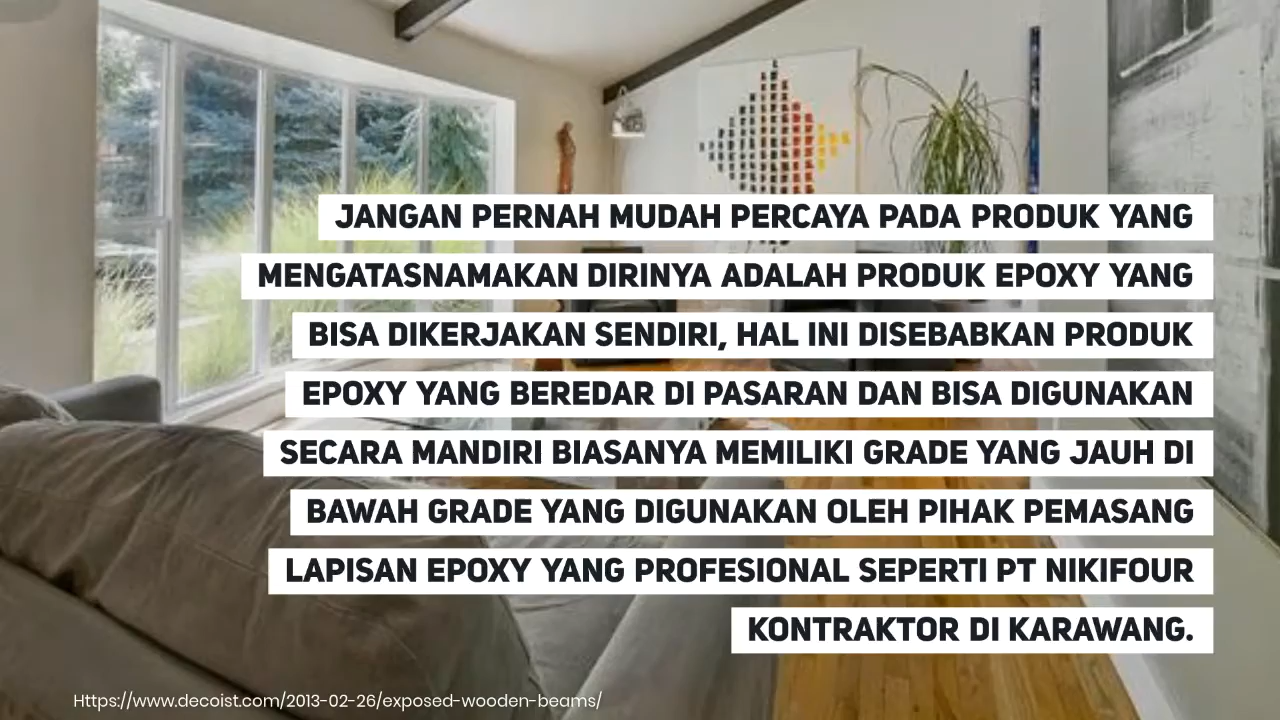 JANGAN PERNAH MUDAH PERCAYA PADA PRODUK YANG
MENGATASNAMAKAN DIRINYA ADALAH PRODUK EPOXY YANG
BISA DIKERJAKAN SENDIRI, HAL INI DISEBABKAN PRODUK
EPOXY YANG BEREDAR DI PASARAN DAN BISA DIGUNAKAN
SECARA MANDIRI BIASANYA MEMILIKI GRADE YANG JAUH DI
BAWAH GRADE YANG DIGUNAKAN OLEH PIHAK PEMASANG
LAPISAN EPOXY YANG PROFESIONAL SEPERTI PT NIKIFOUR
KONTRAKTOR DI KARAWANG.
Https://www.decoist.com/2013-02-26/exposed-wooden-beams/